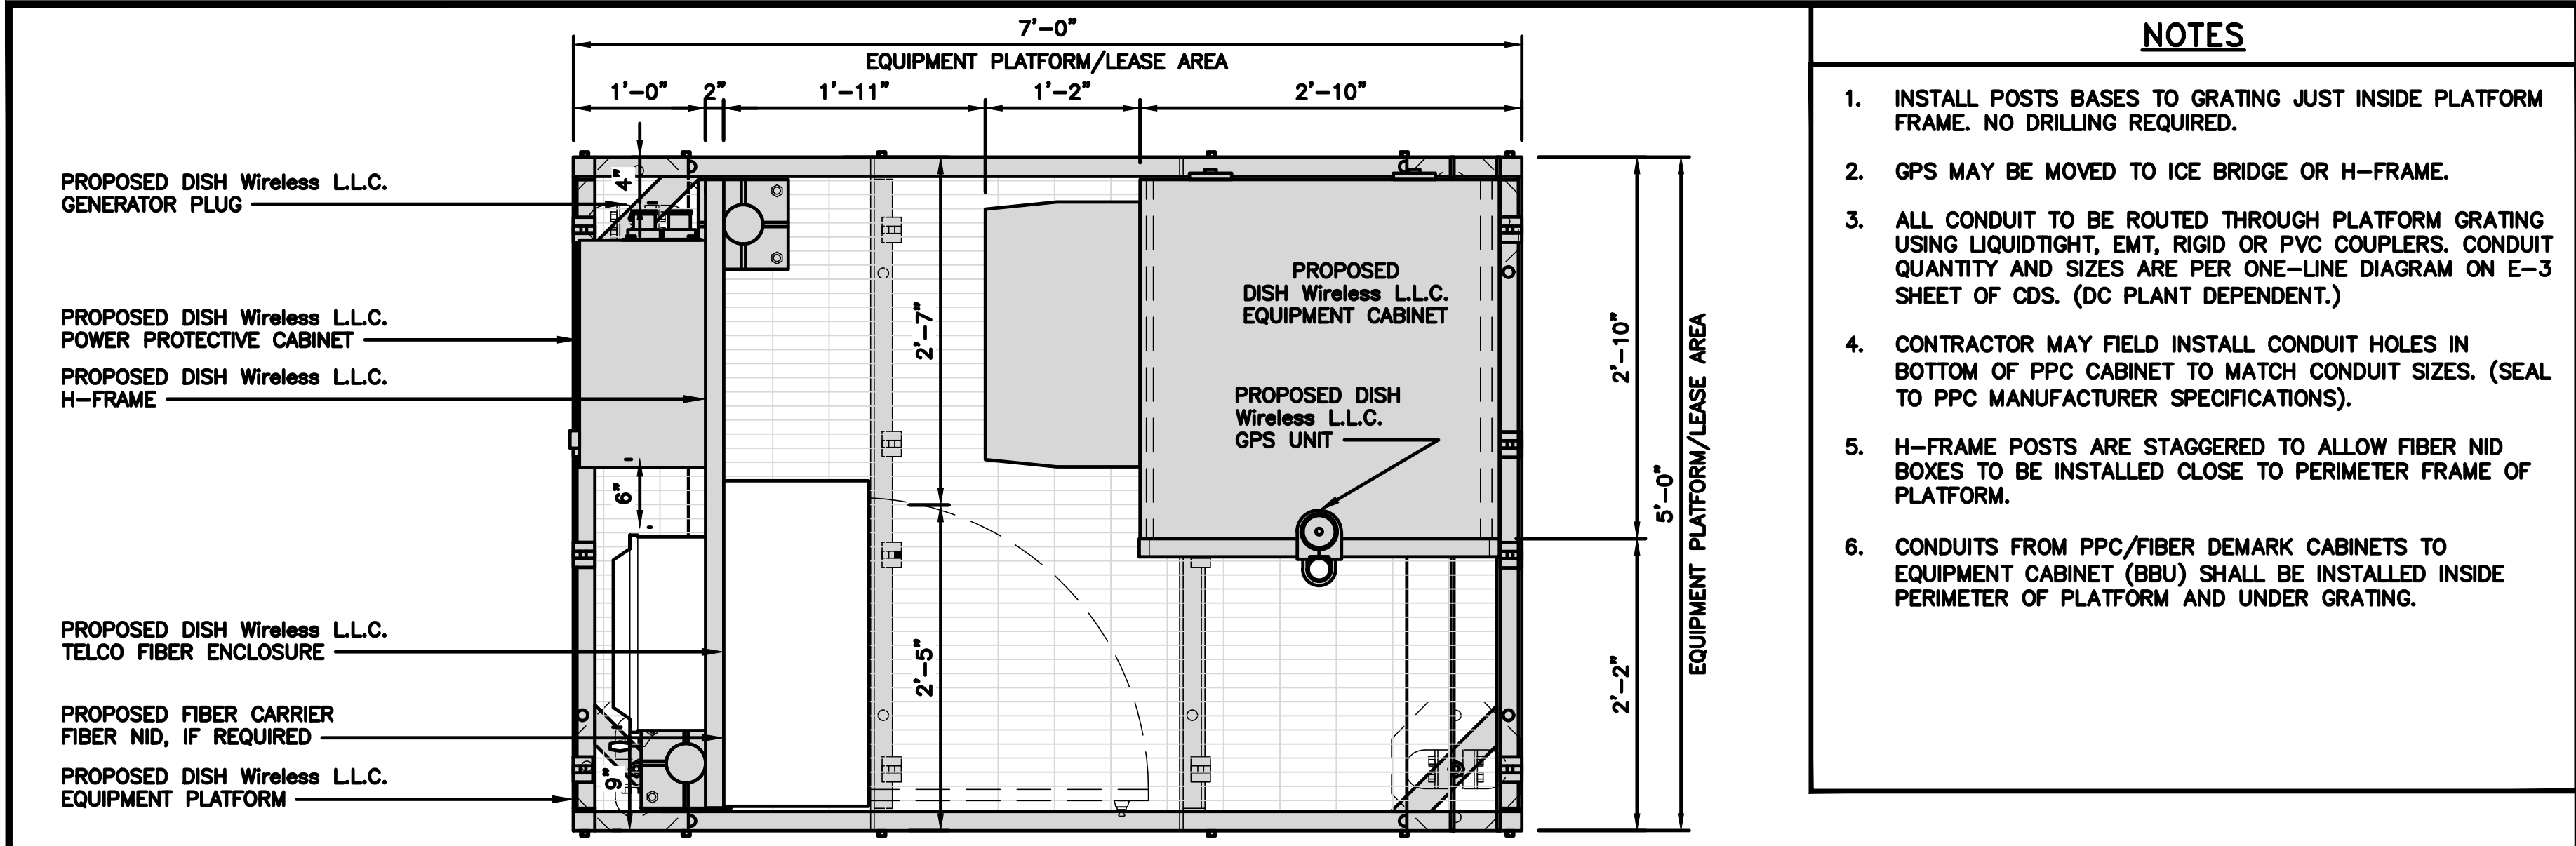 7'-0"
EQUIPMENT PLATFORM/LEASE AREA
1'-0" 2" 1'-11" 1'-2" 2'-10"
4"
PROPOSED DISH Wireless L.L.C.
GENERATOR PLUG
PROPOSED DISH Wireless L.L.C.
POWER PROTECTIVE CABINET
PROPOSED DISH Wireless L.L.C.
H-FRAME
PROPOSED DISH Wireless L.L.C.
TELCO FIBER ENCLOSURE
PROPOSED FIBER CARRIER
FIBER NID, IF REQUIRED
PROPOSED DISH Wireless L.L.C.
EQUIPMENT PLATFORM
6"
9"
2'-7"
2'-5"
PROPOSED
DISH Wireless L.L.C.
EQUIPMENT CABINET
PROPOSED DISH
Wireless L.L.C.
GPS UNIT
2'-10"
2'-2"
5'-0"
EQUIPMENT PLATFORM/LEASE AREA
NOTES
1. INSTALL POSTS BASES TO GRATING JUST INSIDE PLATFORM
FRAME. NO DRILLING REQUIRED.
2. GPS MAY BE MOVED TO ICE BRIDGE OR H-FRAME.
3. ALL CONDUIT TO BE ROUTED THROUGH PLATFORM GRATING
USING LIQUIDTIGHT, EMT, RIGID OR PVC COUPLERS. CONDUIT
QUANTITY AND SIZES ARE PER ONE-LINE DIAGRAM ON E-3
SHEET OF CDS. (DC PLANT DEPENDENT.)
4. CONTRACTOR MAY FIELD INSTALL CONDUIT HOLES IN
BOTTOM OF PPC CABINET TO MATCH CONDUIT SIZES. (SEAL
TO PPC MANUFACTURER SPECIFICATIONS).
5. H-FRAME POSTS ARE STAGGERED TO ALLOW FIBER NID
BOXES TO BE INSTALLED CLOSE TO PERIMETER FRAME OF
PLATFORM.
6. CONDUITS FROM PPC/FIBER DEMARK CABINETS TO
EQUIPMENT CABINET (BBU) SHALL BE INSTALLED INSIDE
PERIMETER OF PLATFORM AND UNDER GRATING.